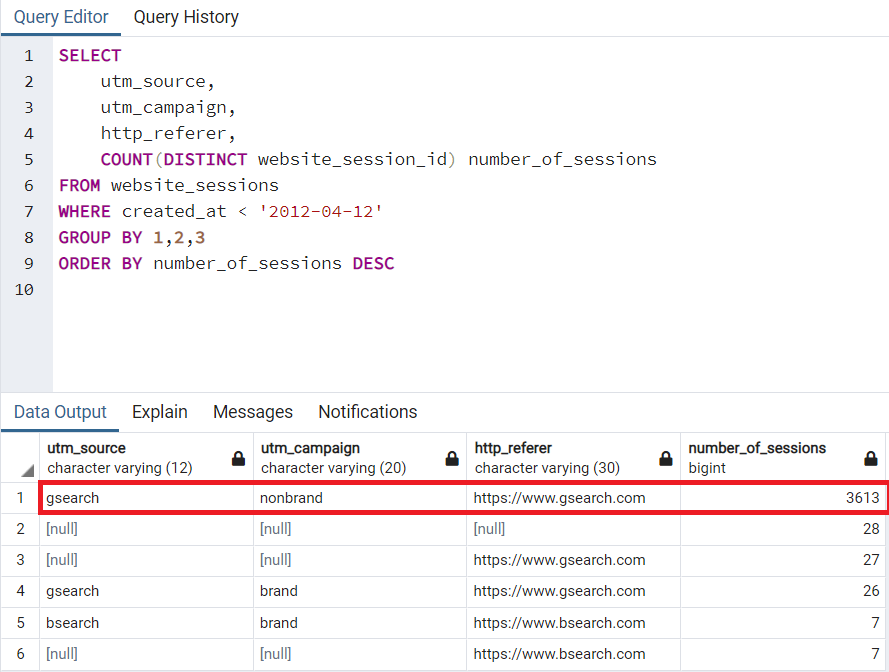 Query Editor Query History
1 SELECT
2 utm_source,
3 utm_campaign,
4 http_referer,
5 COUNT(DISTINCT website_session_id) number_of_sessions
6 FROM website_sessions
7 WHERE created_at < '2012-04-12'
8 GROUP BY 1,2,3
9 ORDER BY number_of_sessions DESC
10
Data Output Explain Messages Notifications
utm_source utm_campaign http_referer number_of_sessions
character varying (12) character varying (20) character varying (30) bigint
1 gsearch nonbrand https://www.gsearch.com 3613
2 [null] [null] [null] 28
3 [null] [null] https://www.gsearch.com 27
4 gsearch brand https://www.gsearch.com 26
5 bsearch brand https://www.bsearch.com 7
6 [null] [null] https://www.bsearch.com 7